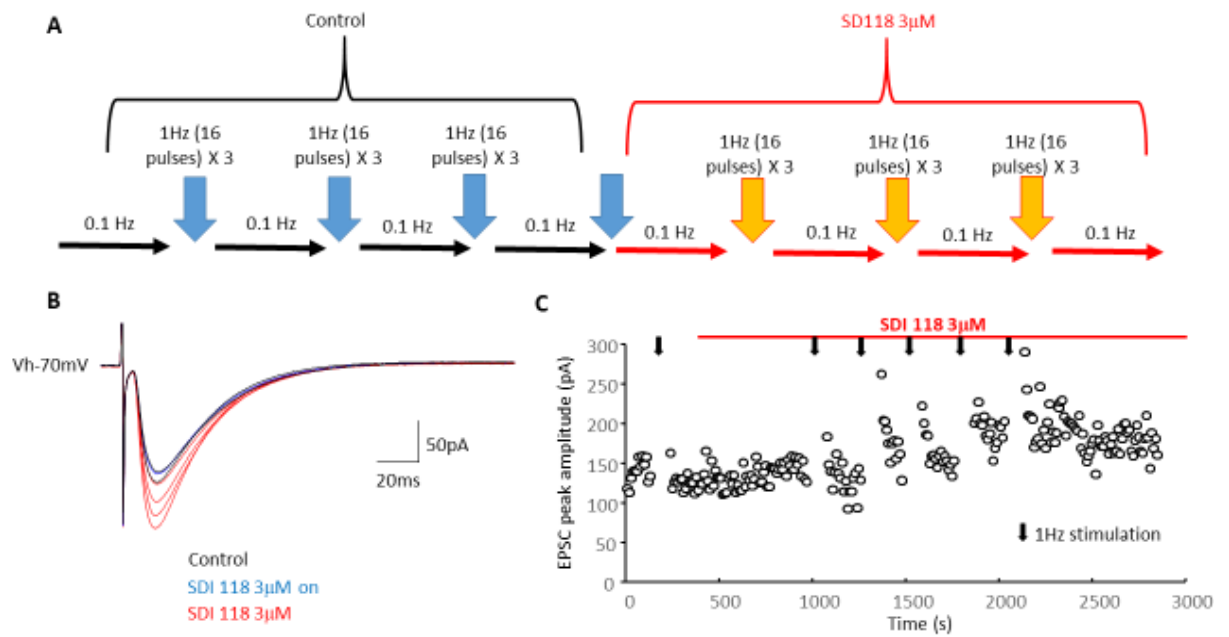 A
Control
SD118 3μM
1Hz (16
pulses) X 3
1Hz (16
pulses) X 3
1Hz (16
pulses) X 3
1Hz (16
pulses) X 3
1Hz (16
pulses) X 3
1Hz (16
pulses) X 3
0.1 Hz
0.1 Hz
0.1 Hz
0.1 Hz
0.1 Hz
0.1 Hz
0.1 Hz
0.1 Hz
B
Vh-70mV
50pA
20ms
Control
SDI 118 3μM on
SDI 118 3μM
C
SDI 118 3μM
EPSC peak amplitude (pA)
300
250
200
150
100
50
0
1Hz stimulation
0
500
1000
1500
2000
2500
3000
Time (s)